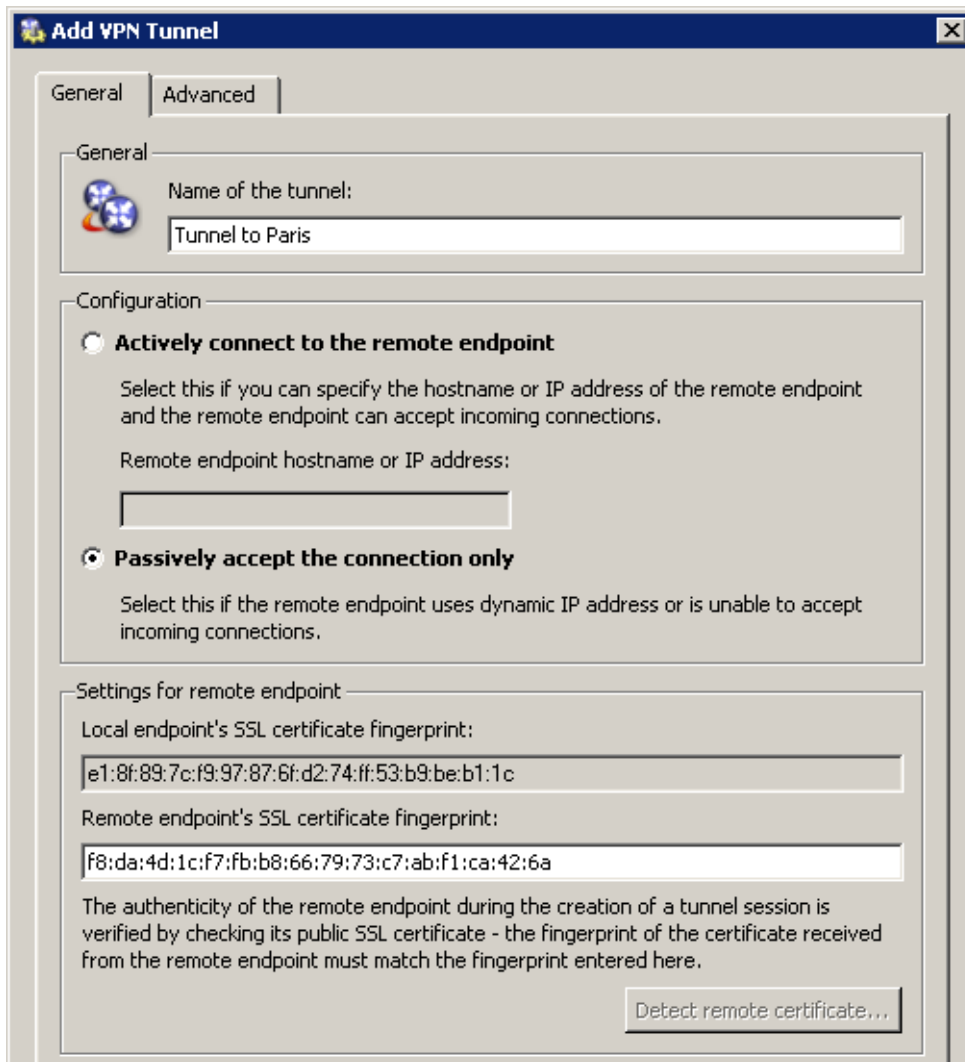 Add VPN Tunnel
General
Advanced
General
Name of the tunnel:
Tunnel to Paris
Configuration
Actively connect to the remote endpoint
Select this if you can specify the hostname or IP address of the remote endpoint
and the remote endpoint can accept incoming connections.
Remote endpoint hostname or IP address:
Passively accept the connection only
Select this if the remote endpoint uses dynamic IP address or is unable to accept
incoming connections.
Settings for remote endpoint
Local endpoint's SSL certificate fingerprint:
e1:8f:89:7c:f9:97:87:6f:d2:74:ff:53:b9:be:b1:1c
Remote endpoint's SSL certificate fingerprint:
f8:da:4d:1c:f7:fb:b8:66:79:73:c7:ab:f1:ca:42:6a
The authenticity of the remote endpoint during the creation of a tunnel session is
verified by checking its public SSL certificate - the fingerprint of the certificate received
from the remote endpoint must match the fingerprint entered here.
Detect remote certificate...